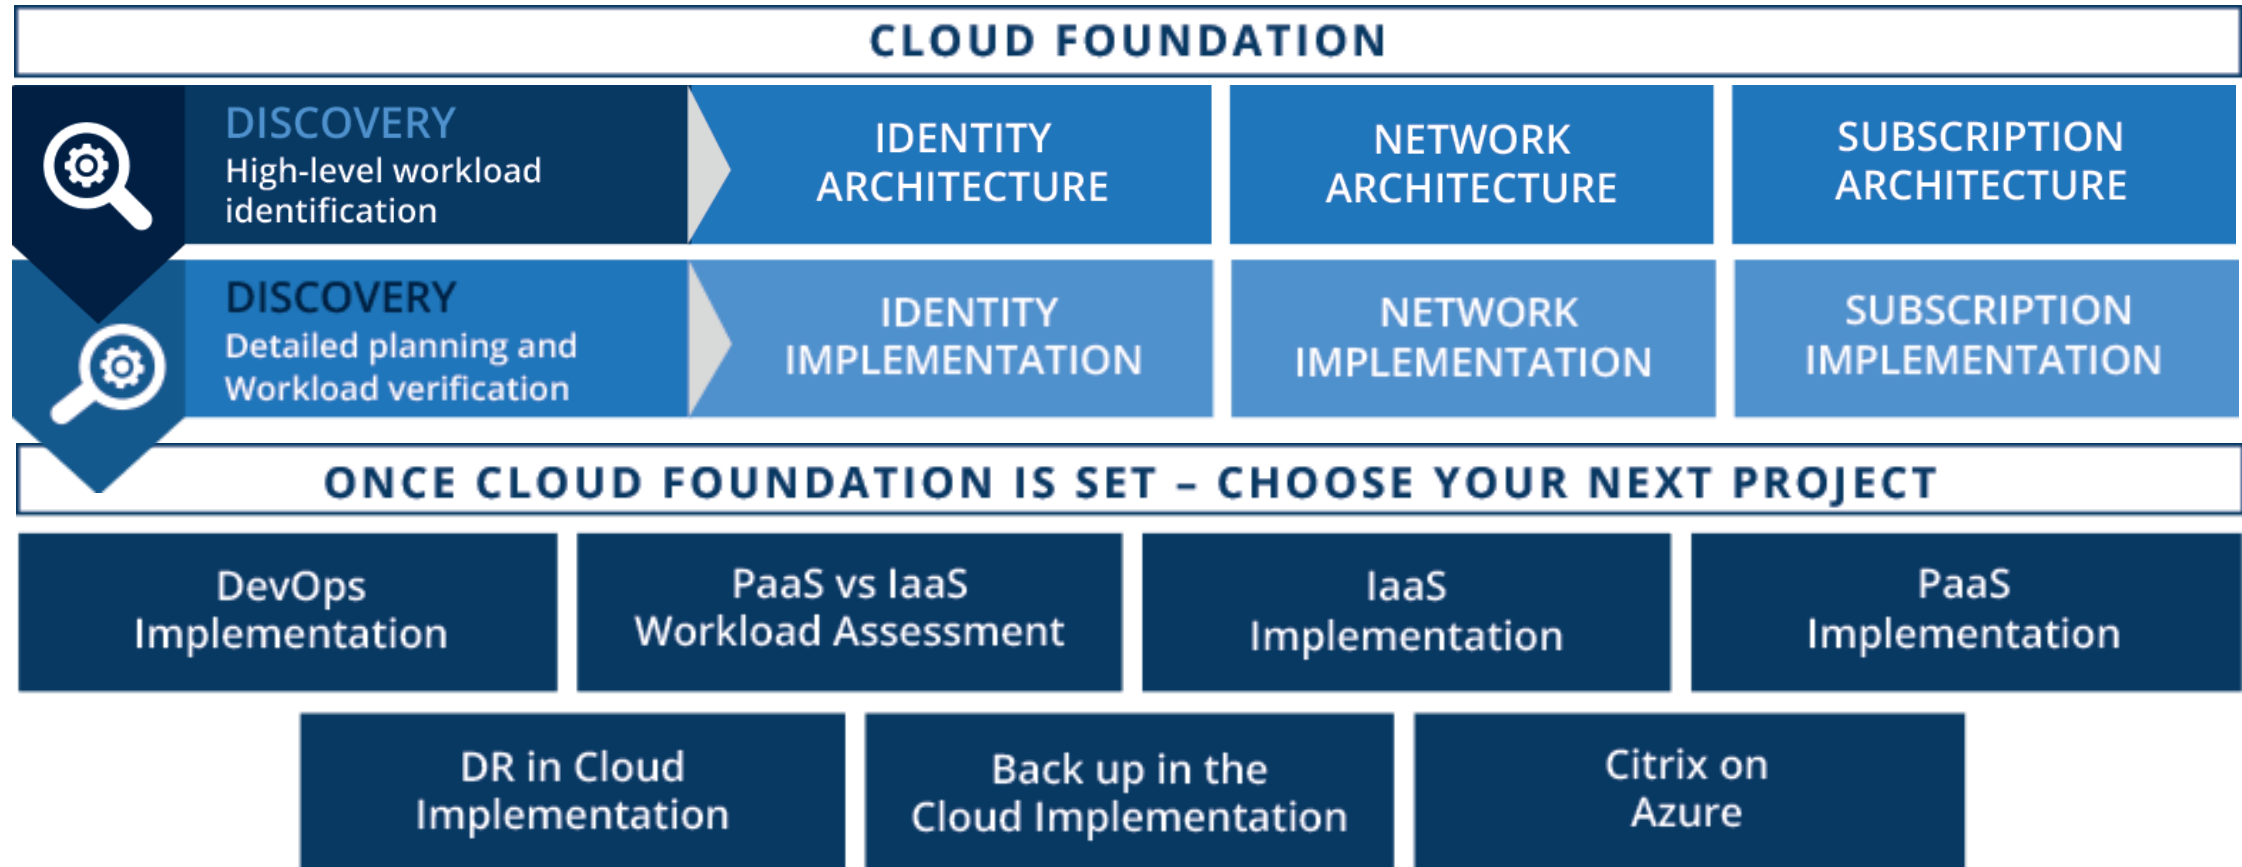 CLOUD FOUNDATION
DISCOVERY
High-level workload
identification
IDENTITY
ARCHITECTURE
NETWORK
ARCHITECTURE
SUBSCRIPTION
ARCHITECTURE
DISCOVERY
Detailed planning and
Workload verification
IDENTITY
IMPLEMENTATION
NETWORK
IMPLEMENTATION
SUBSCRIPTION
IMPLEMENTATION
ONCE CLOUD FOUNDATION IS SET – CHOOSE YOUR NEXT PROJECT
DevOps
Implementation
PaaS vs IaaS
Workload Assessment
IaaS
Implementation
PaaS
Implementation
DR in Cloud
Implementation
Back up in the
Cloud Implementation
Citrix on
Azure